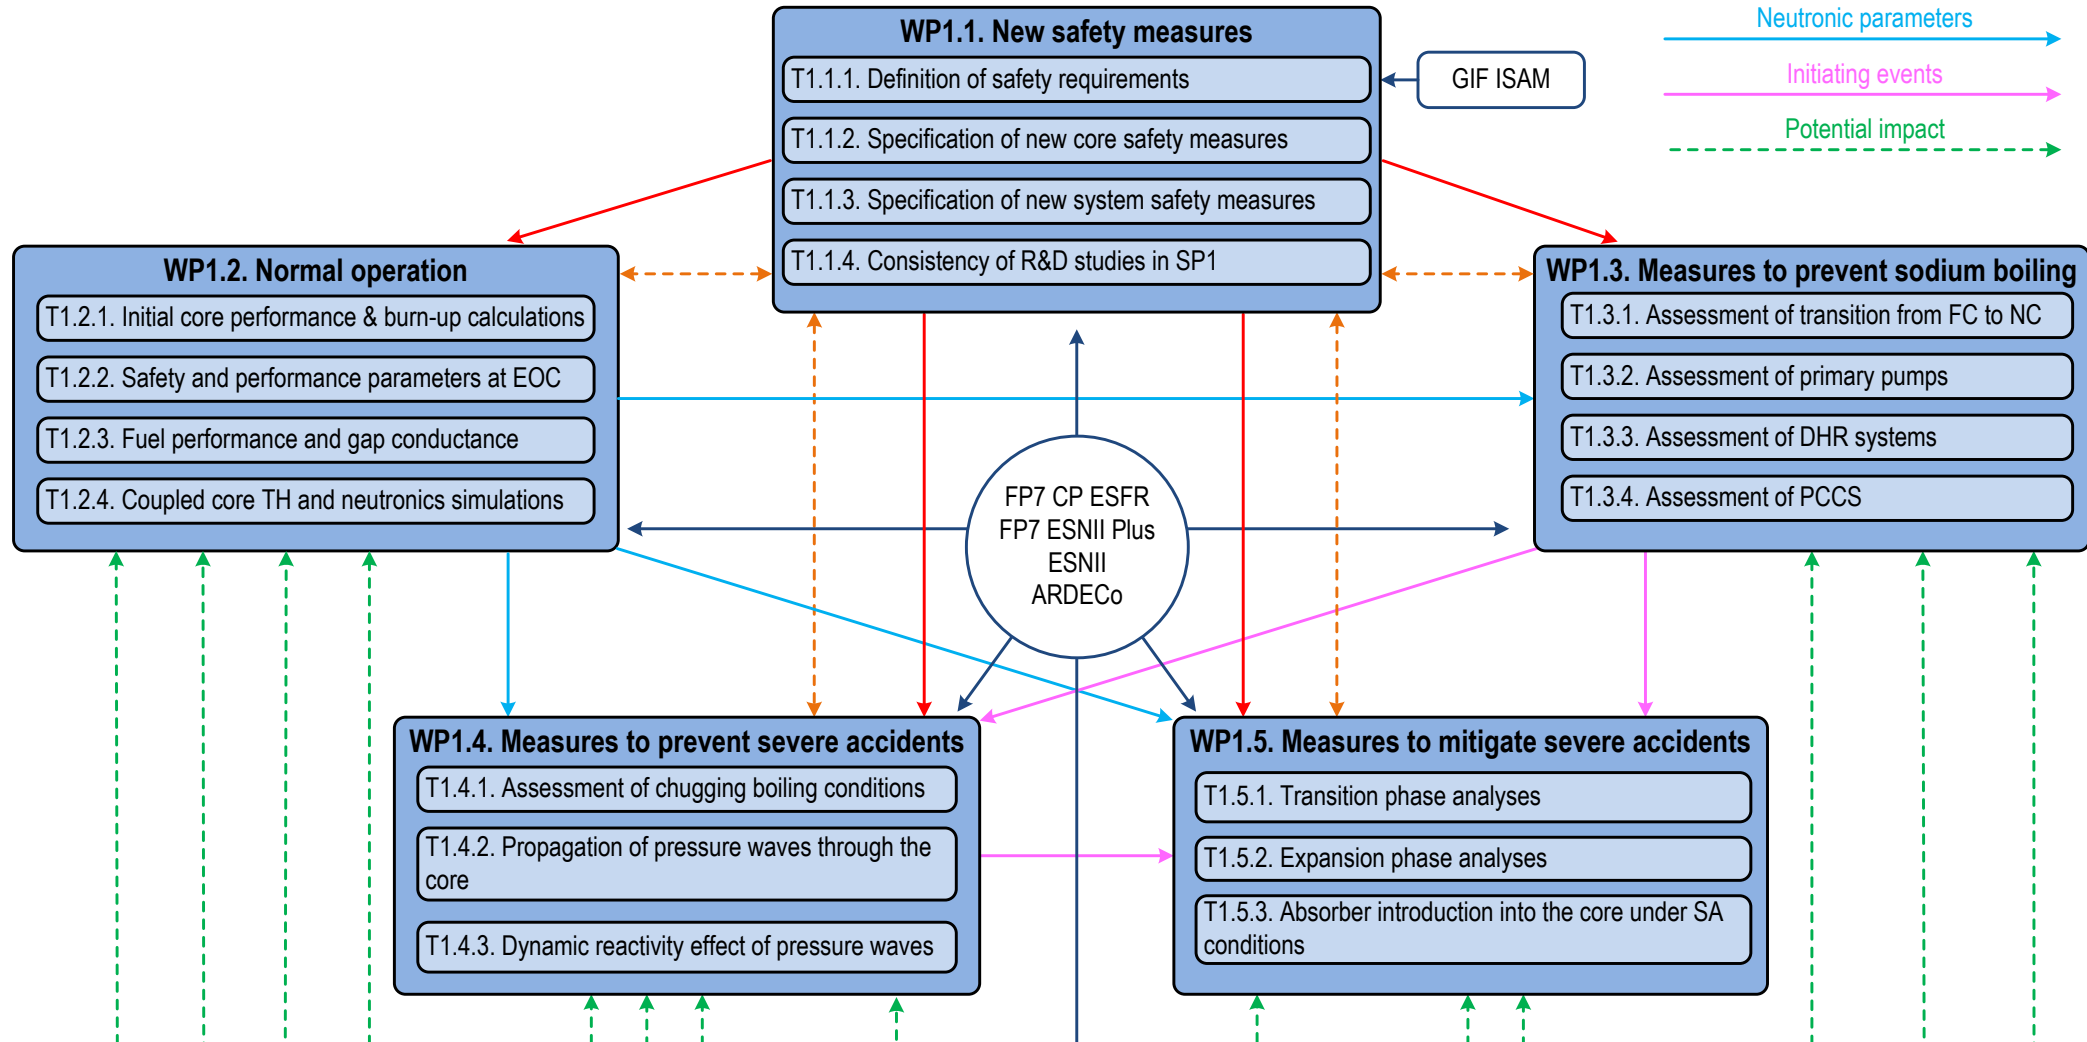 WP1.1. New safety measures
T1.1.1. Definition of safety requirements
T1.1.2. Specification of new core safety measures
T1.1.3. Specification of new system safety measures
T1.1.4. Consistency of R&D studies in SP1
GIF ISAM
Neutronic parameters
Initiating events
Potential impact
WP1.2. Normal operation
T1.2.1. Initial core performance & burn-up calculations
T1.2.2. Safety and performance parameters at EOC
T1.2.3. Fuel performance and gap conductance
T1.2.4. Coupled core TH and neutronics simulations
WP1.3. Measures to prevent sodium boiling
T1.3.1. Assessment of transition from FC to NC
T1.3.2. Assessment of primary pumps
T1.3.3. Assessment of DHR systems
T1.3.4. Assessment of PCCS
FP7 CP ESFR
FP7 ESNII Plus
ESNII
ARDECo
WP1.4. Measures to prevent severe accidents
T1.4.1. Assessment of chugging boiling conditions
T1.4.2. Propagation of pressure waves through the
core
T1.4.3. Dynamic reactivity effect of pressure waves
WP1.5. Measures to mitigate severe accidents
T1.5.1. Transition phase analyses
T1.5.2. Expansion phase analyses
T1.5.3. Absorber introduction into the core under SA
conditions